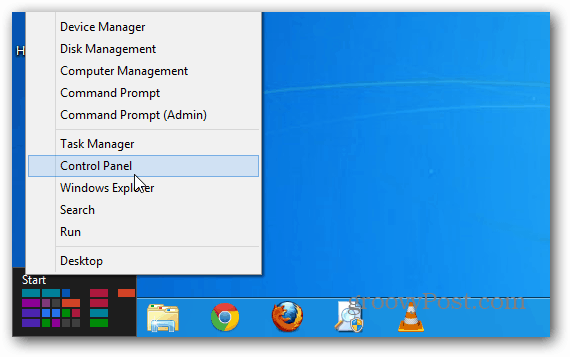 Device Manager
Disk Management
Computer Management
Command Prompt
Command Prompt (Admin)
Task Manager
Control Panel
Windows Explorer
Search
Run
Desktop
H
Start
groovyPost.com